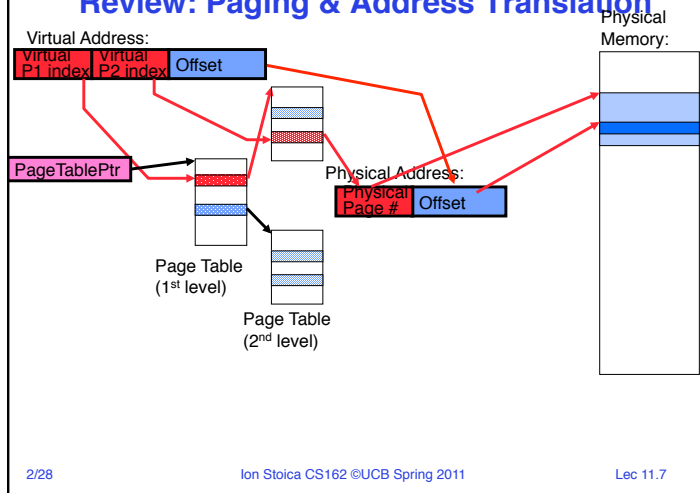 Review: Paging & Address Translation
Physical
Memory:
Virtual Address:
Virtual
P1 index
Virtual
P2 index
Offset
PageTablePtr
Physical Address:
Physical
Page #
Offset
Page Table
(1st level)
Page Table
(2nd level)
2/28
Ion Stoica CS162 ©UCB Spring 2011
Lec 11.7